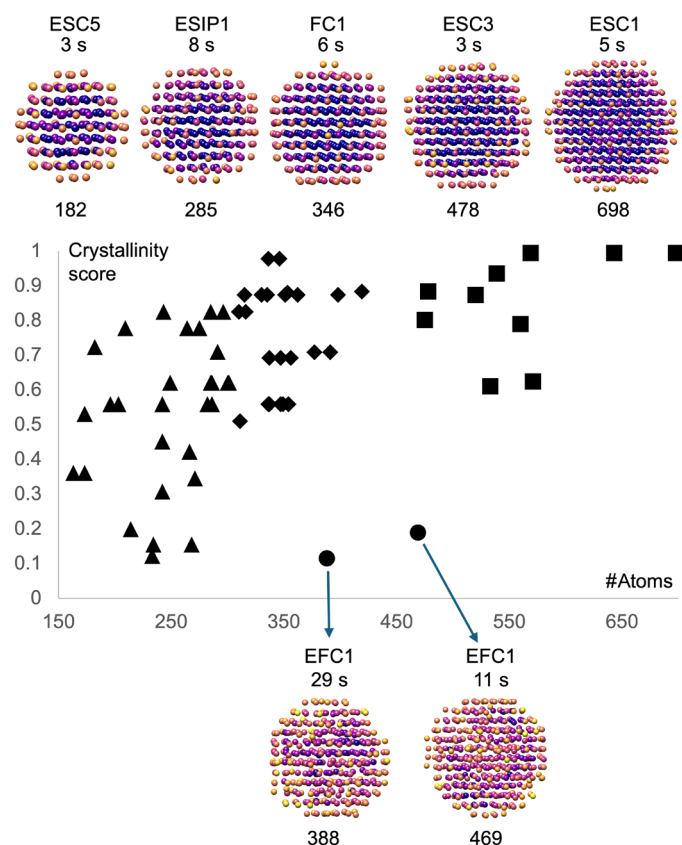 ESC5 ESIP1 FC1 ESC3 ESC1
3 s 8 s 6 s 3 s 5 s
182 285 346 478 698
1 Crystallinity
score
0.9
0.8
0.7
0.6
0.5
0.4
0.3
0.2
0.1
#Atoms
0
150 250 350 450 550 650
EFC1 EFC1
29 s 11 s
388 469